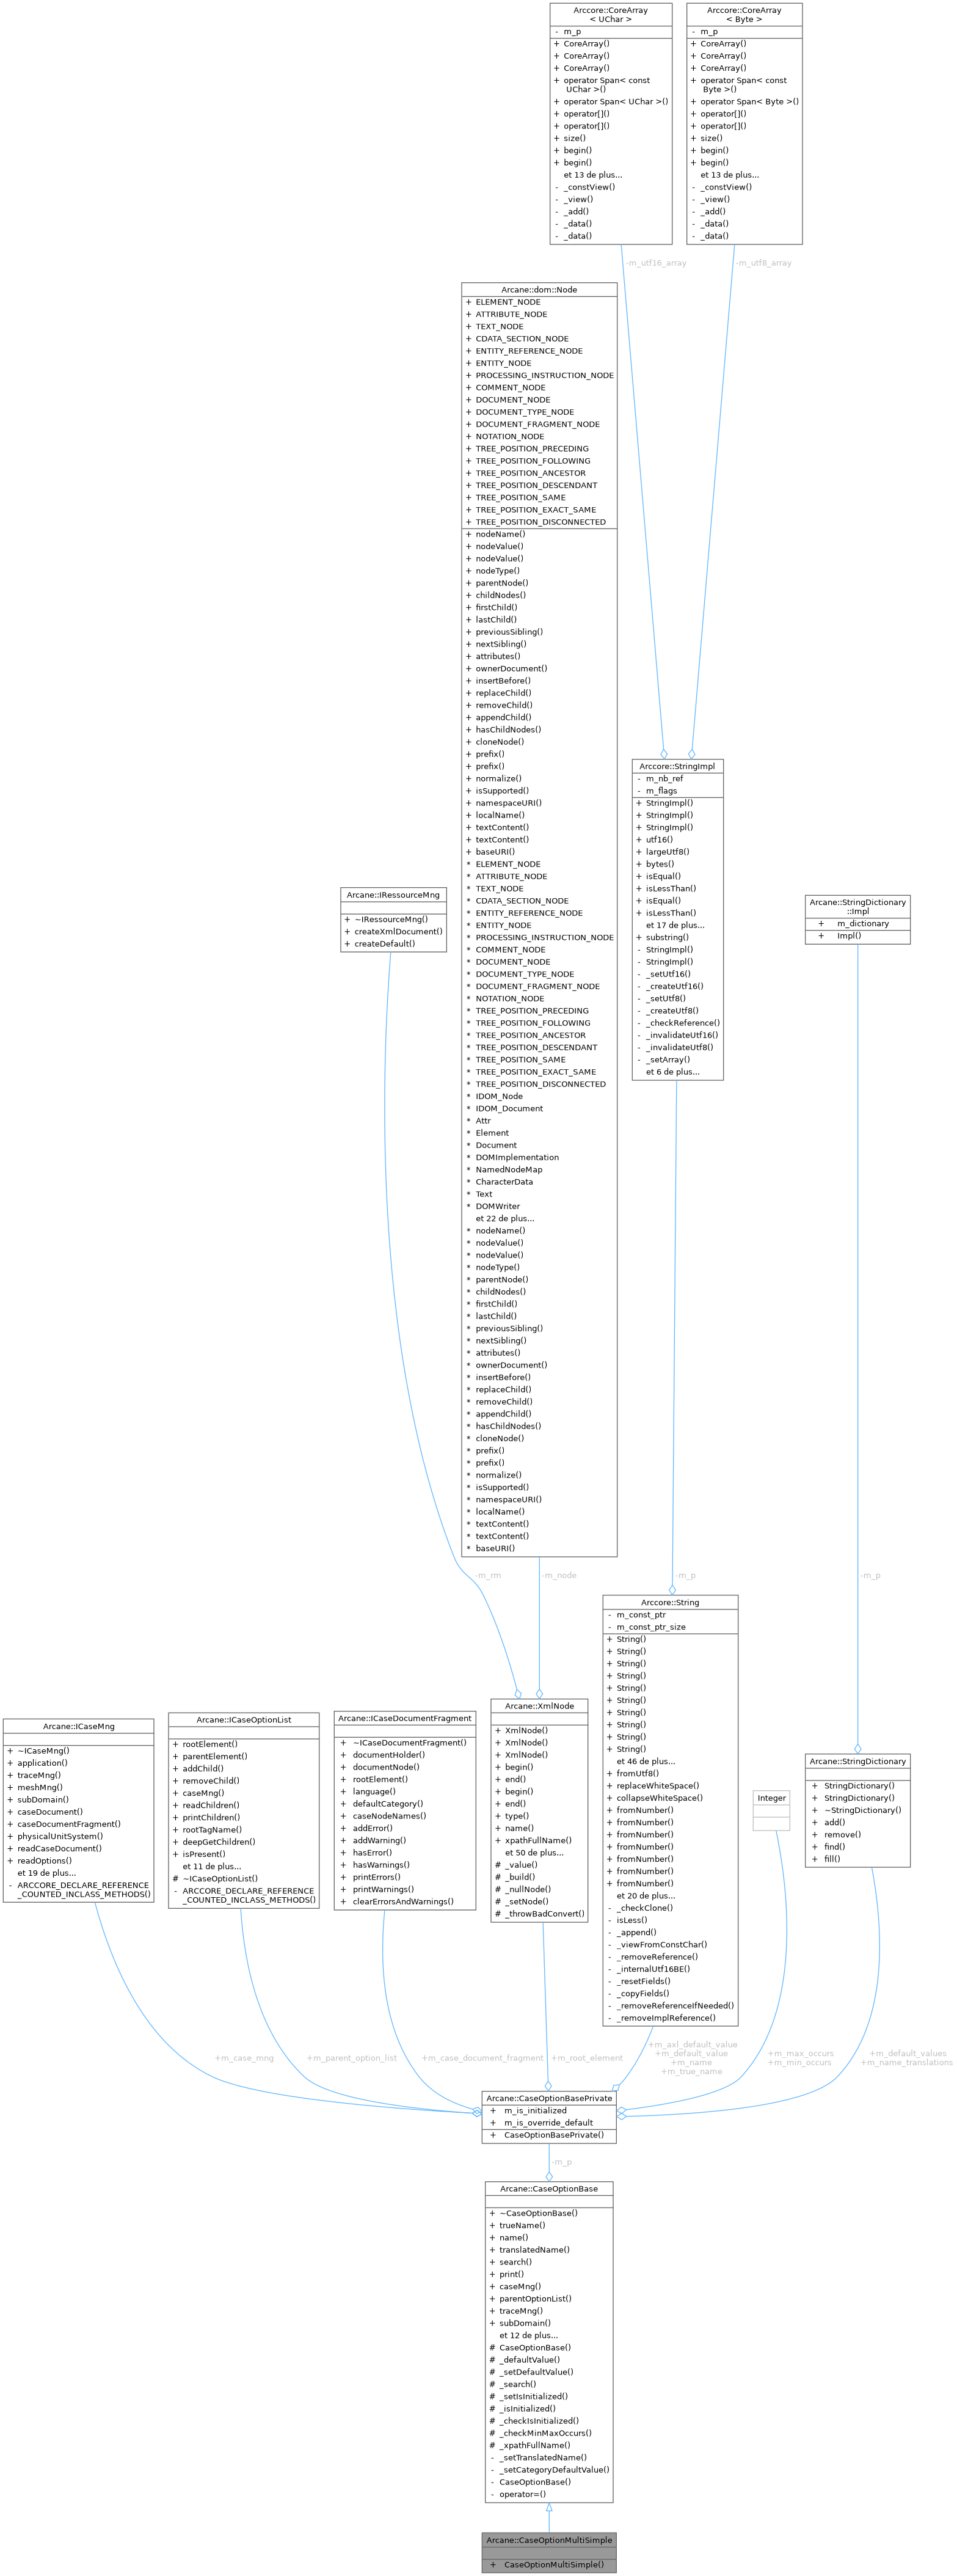 Arccore::CoreArray
< UChar >
- m_p
+ CoreArray()
+ CoreArray()
+ CoreArray()
+ operator Span< const
UChar >()
+ operator Span< UChar >()
+ operator[]()
+ operator[]()
+ size()
+ begin()
+ begin()
et 13 de plus...
- _constView()
- _view()
- _add()
- _data()
- _data()
Arccore::CoreArray
< Byte >
- m_p
+ CoreArray()
+ CoreArray()
+ CoreArray()
+ operator Span< const
Byte >()
+ operator Span< Byte >()
+ operator[]()
+ operator[]()
+ size()
+ begin()
+ begin()
et 13 de plus...
- _constView()
- _view()
- _add()
- _data()
- _data()
-m_utf16_array
-m_utf8_array
Arcane::dom::Node
+ ELEMENT_NODE
+ ATTRIBUTE_NODE
+ TEXT_NODE
+ CDATA_SECTION_NODE
+ ENTITY_REFERENCE_NODE
+ ENTITY_NODE
+ PROCESSING_INSTRUCTION_NODE
+ COMMENT_NODE
+ DOCUMENT_NODE
+ DOCUMENT_TYPE_NODE
+ DOCUMENT_FRAGMENT_NODE
+ NOTATION_NODE
+ TREE_POSITION_PRECEDING
+ TREE_POSITION_FOLLOWING
+ TREE_POSITION_ANCESTOR
+ TREE_POSITION_DESCENDANT
+ TREE_POSITION_SAME
+ TREE_POSITION_EXACT_SAME
+ TREE_POSITION_DISCONNECTED
+ nodeName()
+ nodeValue()
+ nodeValue()
+ nodeType()
+ parentNode()
+ childNodes()
+ firstChild()
+ lastChild()
+ previousSibling()
+ nextSibling()
+ attributes()
+ ownerDocument()
+ insertBefore()
+ replaceChild()
+ removeChild()
+ appendChild()
+ hasChildNodes()
+ cloneNode()
+ prefix()
+ prefix()
+ normalize()
+ isSupported()
+ namespaceURI()
+ localName()
+ textContent()
+ textContent()
+ baseURI()
* ELEMENT_NODE
* ATTRIBUTE_NODE
* TEXT_NODE
* CDATA_SECTION_NODE
* ENTITY_REFERENCE_NODE
* ENTITY_NODE
* PROCESSING_INSTRUCTION_NODE
* COMMENT_NODE
* DOCUMENT_NODE
* DOCUMENT_TYPE_NODE
* DOCUMENT_FRAGMENT_NODE
* NOTATION_NODE
* TREE_POSITION_PRECEDING
* TREE_POSITION_FOLLOWING
* TREE_POSITION_ANCESTOR
* TREE_POSITION_DESCENDANT
* TREE_POSITION_SAME
* TREE_POSITION_EXACT_SAME
* TREE_POSITION_DISCONNECTED
* IDOM_Node
* IDOM_Document
* Attr
* Element
* Document
* DOMImplementation
* NamedNodeMap
* CharacterData
* Text
* DOMWriter
et 22 de plus...
* nodeName()
* nodeValue()
* nodeValue()
* nodeType()
* parentNode()
* childNodes()
* firstChild()
* lastChild()
* previousSibling()
* nextSibling()
* attributes()
* ownerDocument()
* insertBefore()
* replaceChild()
* removeChild()
* appendChild()
* hasChildNodes()
* cloneNode()
* prefix()
* prefix()
* normalize()
* isSupported()
* namespaceURI()
* localName()
* textContent()
* textContent()
* baseURI()
Arccore::StringImpl
- m_nb_ref
- m_flags
+ StringImpl()
+ StringImpl()
+ StringImpl()
+ utf16()
+ largeUtf8()
+ bytes()
+ isEqual()
+ isLessThan()
+ isEqual()
+ isLessThan()
et 17 de plus...
+ substring()
- StringImpl()
- StringImpl()
- _setUtf16()
- _createUtf16()
- _setUtf8()
- _createUtf8()
- _checkReference()
- _invalidateUtf16()
- _invalidateUtf8()
- _setArray()
et 6 de plus...
Arcane::IRessourceMng
+ ~IRessourceMng()
+ createXmlDocument()
+ createDefault()
Arcane::StringDictionary
::Impl
+ m_dictionary
+ Impl()
-m_rm
-m_node
-m_p
-m_p
Arccore::String
- m_const_ptr
- m_const_ptr_size
+ String()
+ String()
+ String()
+ String()
+ String()
+ String()
+ String()
+ String()
+ String()
+ String()
et 46 de plus...
+ fromUtf8()
+ replaceWhiteSpace()
+ collapseWhiteSpace()
+ fromNumber()
+ fromNumber()
+ fromNumber()
+ fromNumber()
+ fromNumber()
+ fromNumber()
+ fromNumber()
et 20 de plus...
- _checkClone()
- isLess()
- _append()
- _viewFromConstChar()
- _removeReference()
- _internalUtf16BE()
- _resetFields()
- _copyFields()
- _removeReferenceIfNeeded()
- _removeImplReference()
Arcane::ICaseMng
+ ~ICaseMng()
+ application()
+ traceMng()
+ meshMng()
+ subDomain()
+ caseDocument()
+ caseDocumentFragment()
+ physicalUnitSystem()
+ readCaseDocument()
+ readOptions()
et 19 de plus...
- ARCCORE_DECLARE_REFERENCE
_COUNTED_INCLASS_METHODS()
Arcane::ICaseOptionList
+ rootElement()
+ parentElement()
+ addChild()
+ removeChild()
+ caseMng()
+ readChildren()
+ printChildren()
+ rootTagName()
+ deepGetChildren()
+ isPresent()
et 11 de plus...
# ~ICaseOptionList()
- ARCCORE_DECLARE_REFERENCE
_COUNTED_INCLASS_METHODS()
Arcane::ICaseDocumentFragment
+ ~ICaseDocumentFragment()
+ documentHolder()
+ documentNode()
+ rootElement()
+ language()
+ defaultCategory()
+ caseNodeNames()
+ addError()
+ addWarning()
+ hasError()
+ hasWarnings()
+ printErrors()
+ printWarnings()
+ clearErrorsAndWarnings()
Arcane::XmlNode
+ XmlNode()
+ XmlNode()
+ XmlNode()
+ begin()
+ end()
+ begin()
+ end()
+ type()
+ name()
+ xpathFullName()
et 50 de plus...
# _value()
# _build()
# _nullNode()
# _setNode()
# _throwBadConvert()
Integer
Arcane::StringDictionary
+ StringDictionary()
+ StringDictionary()
+ ~StringDictionary()
+ add()
+ remove()
+ find()
+ fill()
+m_case_mng
+m_parent_option_list
+m_case_document_fragment
+m_root_element
+m_axl_default_value
+m_default_value
+m_name
+m_true_name
+m_max_occurs
+m_min_occurs
+m_default_values
+m_name_translations
Arcane::CaseOptionBasePrivate
+ m_is_initialized
+ m_is_override_default
+ CaseOptionBasePrivate()
-m_p
Arcane::CaseOptionBase
+ ~CaseOptionBase()
+ trueName()
+ name()
+ translatedName()
+ search()
+ print()
+ caseMng()
+ parentOptionList()
+ traceMng()
+ subDomain()
et 12 de plus...
# CaseOptionBase()
# _defaultValue()
# _setDefaultValue()
# _search()
# _setIsInitialized()
# _isInitialized()
# _checkIsInitialized()
# _checkMinMaxOccurs()
# _xpathFullName()
- _setTranslatedName()
- _setCategoryDefaultValue()
- CaseOptionBase()
- operator=()
Arcane::CaseOptionMultiSimple
+ CaseOptionMultiSimple()